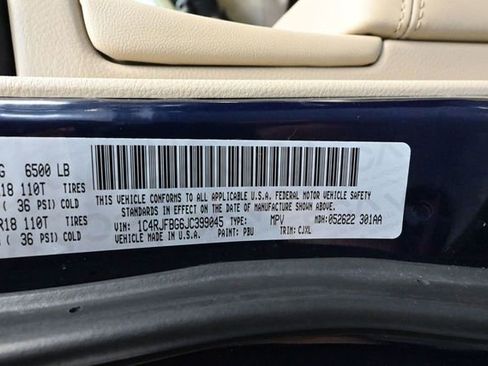 G 6500 LB
R18 110T TIRES
( 36 PSI) COLD
R18 110T TIRES
( 36 PSI) COLD
THIS VEHICLE CONFORMS TO ALL APPLICABLE U.S.A. FEDERAL MOTOR VEHICLE SAFETY
STANDARDS IN EFFECT ON THE DATE OF MANUFACTURE SHOWN ABOVE.
VIN: 1C4RJFBG6JC399045 TYPE: MPV MDH: 052622 301AA
VEHICLE MADE IN U.S.A. PAINT: PBU TRIM: CJXL